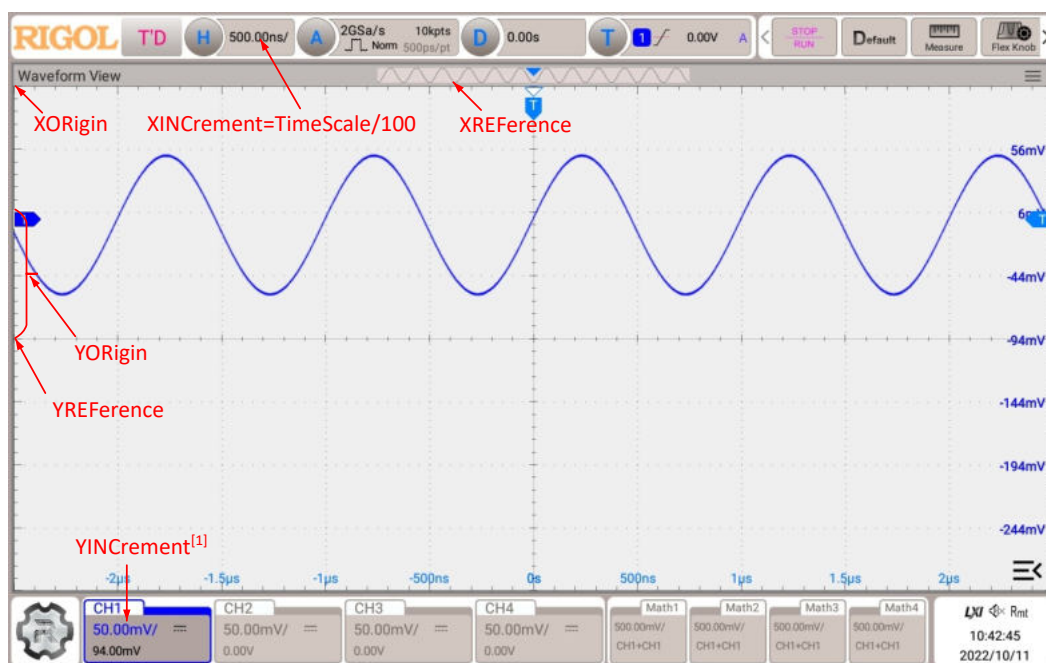 RIGOL T'D H 500.00ns/ A 2GSa/s 10kpts Norm 500ps/pt D 0.00s T 1 0.00V A STOP RUN Default Measure Flex Knob
Waveform View
T
XORigin XINCrement=TimeScale/100 XREFerence
56mV
T
-44mV
YORigin
-94mV
YREFerence
-144mV
-194mV
-244mV
YINCrement[1]
-2µs -1.5µs -1µs -500ns 0s 500ns 1µs 1.5µs 2µs
CH1 CH2 CH3 CH4 Math1 Math2 Math3 Math4
50.00mV/ 50.00mV/ 50.00mV/ 50.00mV/ 500.00mV/ 500.00mV/ 500.00mV/ 500.00mV/
94.00mV 0.00V 0.00V 0.00V CH1+CH1 CH1+CH1 CH1+CH1 CH1+CH1
LXI Rmt
10:42:45
2022/10/11